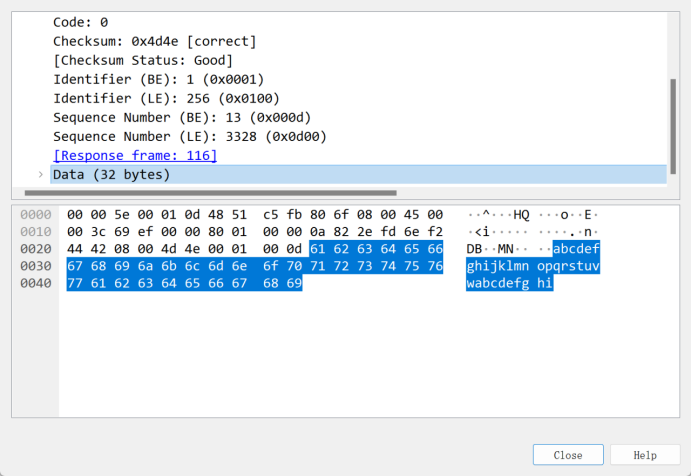 Code: 0
Checksum: 0x4d4e [correct]
[Checksum Status: Good]
Identifier (BE): 1 (0x0001)
Identifier (LE): 256 (0x0100)
Sequence Number (BE): 13 (0x000d)
Sequence Number (LE): 3328 (0x0d00)
[Response frame: 116]
Data (32 bytes)
0000 00 00 5e 00 01 0d 48 51 c5 fb 80 6f 08 00 45 00 ··^···HQ ···o··E·
0010 00 3c 69 ef 00 00 80 01 00 00 0a 82 2e fd 6e f2 ·<i····· ····.·n·
0020 44 42 08 00 4d 4e 00 01 00 0d 61 62 63 64 65 66 DB··MN·· ··abcdef
0030 67 68 69 6a 6b 6c 6d 6e 6f 70 71 72 73 74 75 76 ghijklmn opqrstuv
0040 77 61 62 63 64 65 66 67 68 69 wabcdefg hi
Close Help